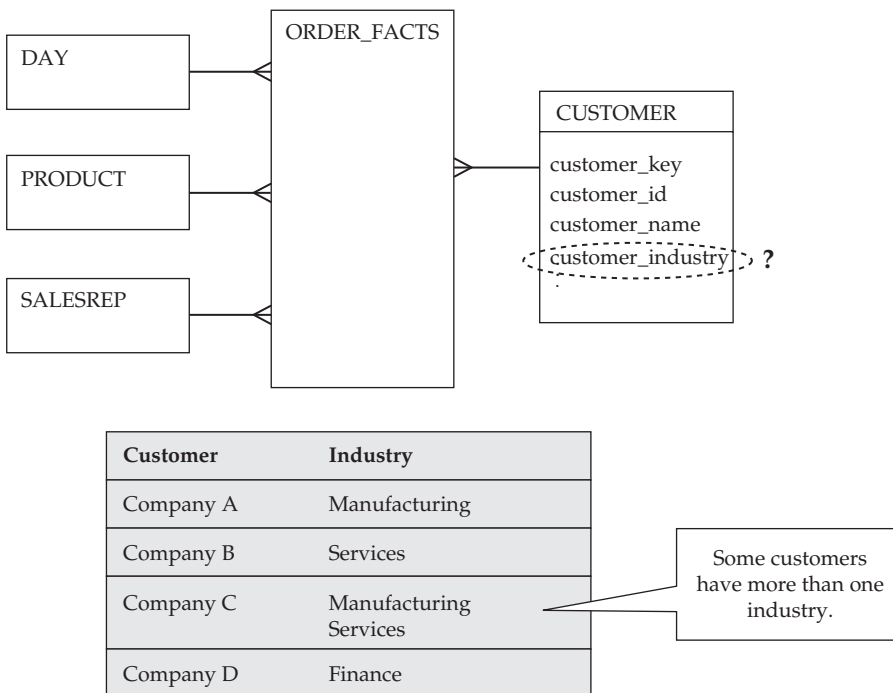 ORDER_FACTS
DAY
PRODUCT
SALESREP
CUSTOMER
customer_key
customer_id
customer_name
customer_industry ?
.
Customer Industry
Company A Manufacturing
Company B Services
Company C Manufacturing
Services
Company D Finance
Some customers
have more than one
industry.